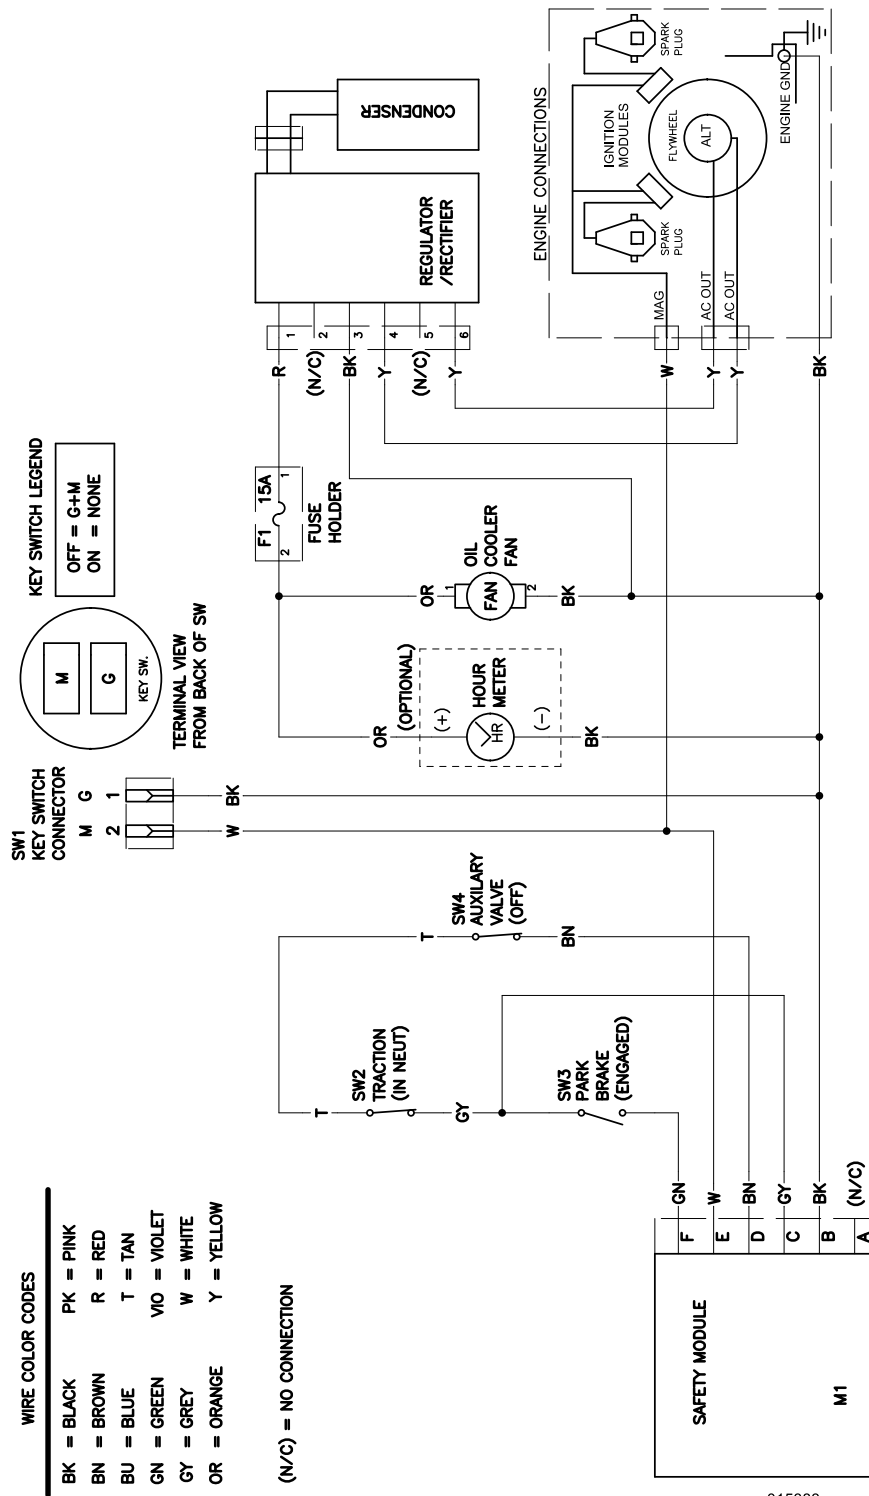 WIRE COLOR CODES
BK = BLACK
BN = BROWN
BU = BLUE
GN = GREEN
GY = GREY
OR = ORANGE
PK = PINK
R = RED
T = TAN
VIO = VIOLET
W = WHITE
Y = YELLOW
(N/C) = NO CONNECTION
SAFETY MODULE
M1
F
E
D
C
B
A
GN
W
BN
GY
BK
(N/C)
T
SW2
TRACTION
(IN NEUT)
GY
SW3
PARK
BRAKE
(ENGAGED)
T
SW4
AUXILARY
VALVE
(OFF)
BN
SW1
KEY SWITCH
CONNECTOR
M
G
2
1
W
BK
TERMINAL VIEW
FROM BACK OF SW
M
G
KEY SW.
KEY SWITCH LEGEND
OFF = G+M
ON = NONE
OR
(OPTIONAL)
(+)
HOUR
METER
HR
(-)
BK
OR
1
FAN
2
OIL
COOLER
FAN
BK
F1
15A
2
1
FUSE
HOLDER
R
(N/C)
BK
Y
(N/C)
Y
1
2
3
4
5
6
REGULATOR
/RECTIFIER
CONDENSER
W
Y
Y
BK
ENGINE CONNECTIONS
MAG
AC OUT
AC OUT
SPARK
PLUG
IGNITION
MODULES
FLYWHEEL
ALT
SPARK
PLUG
ENGINE GND